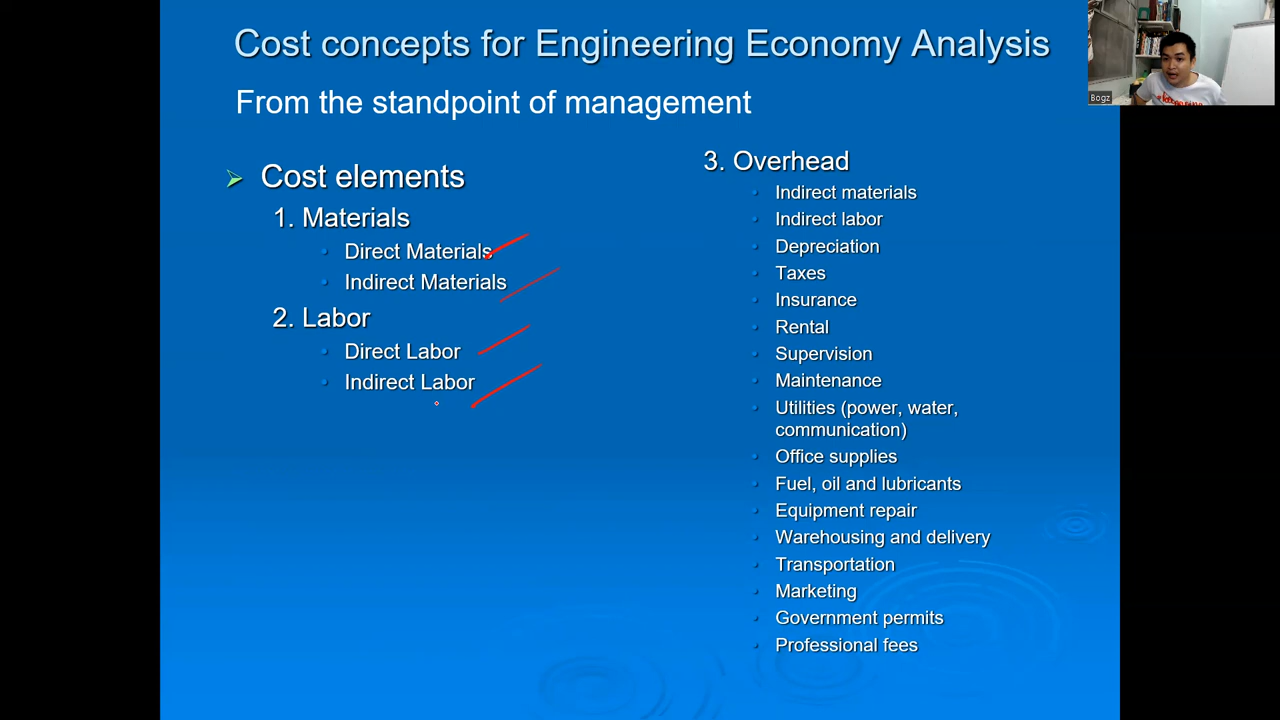 Cost concepts for Engineering Economy Analysis
From the standpoint of management
Cost elements
1. Materials
Direct Materials
Indirect Materials
2. Labor
Direct Labor
Indirect Labor
3. Overhead
Indirect materials
Indirect labor
Depreciation
Taxes
Insurance
Rental
Supervision
Maintenance
Utilities (power, water,
communication)
Office supplies
Fuel, oil and lubricants
Equipment repair
Warehousing and delivery
Transportation
Marketing
Government permits
Professional fees
Bogz